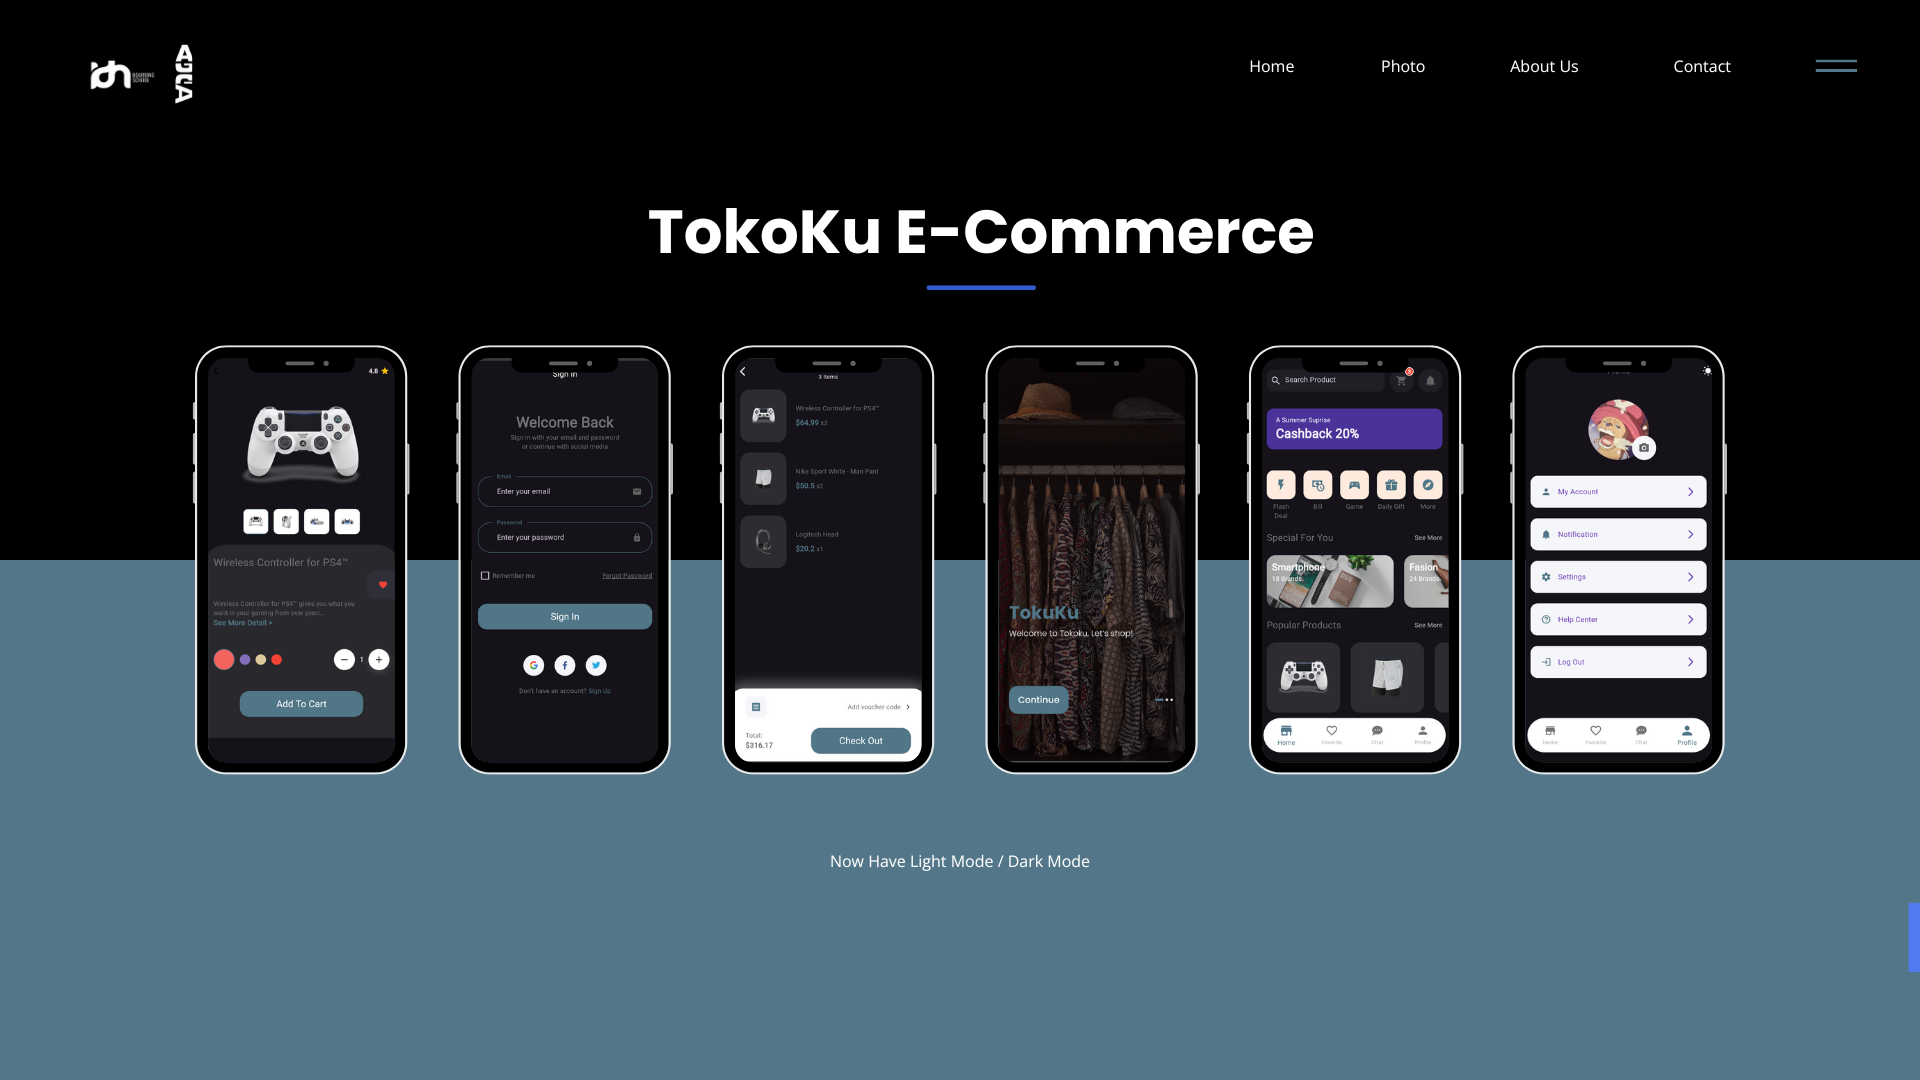 IDN
BOARDING
SCHOOL
AGUA
Home
Photo
About Us
Contact
TokoKu E-Commerce
4.8
Wireless Controller for PS4™
Wireless Controller for PS4™ gives you what you
want in your gaming from over preci...
See More Detail >
1
Add To Cart
Sign In
Welcome Back
Sign in with your email and password
or continue with social media
Email
Enter your email
Password
Enter your password
Remember me
Forgot Password
Sign In
Don't have an account? Sign Up
3 items
Wireless Controller for PS4™
$64.99 x3
Nike Sport White - Man Pant
$50.5 x2
Logitech Head
$20.2 x1
Add voucher code
Total:
$316.17
Check Out
TokuKu
Welcome to Tokoku, Let's shop!
Continue
Search Product
3
A Summer Suprise
Cashback 20%
Flash
Deal
Bill
Game
Daily Gift
More
Special For You
See More
Smartphone
18 Brands
Fasion
24 Brands
Popular Products
See More
Home
Favorite
Chat
Profile
Profile
My Account
Notification
Settings
Help Center
Log Out
Home
Favorite
Chat
Profile
Now Have Light Mode / Dark Mode